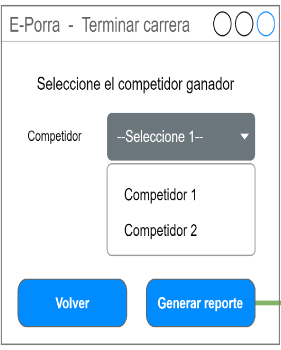 E-Porra - Terminar carrera
Seleccione el competidor ganador
Competidor
--Seleccione 1--
Competidor 1
Competidor 2
Volver
Generar reporte